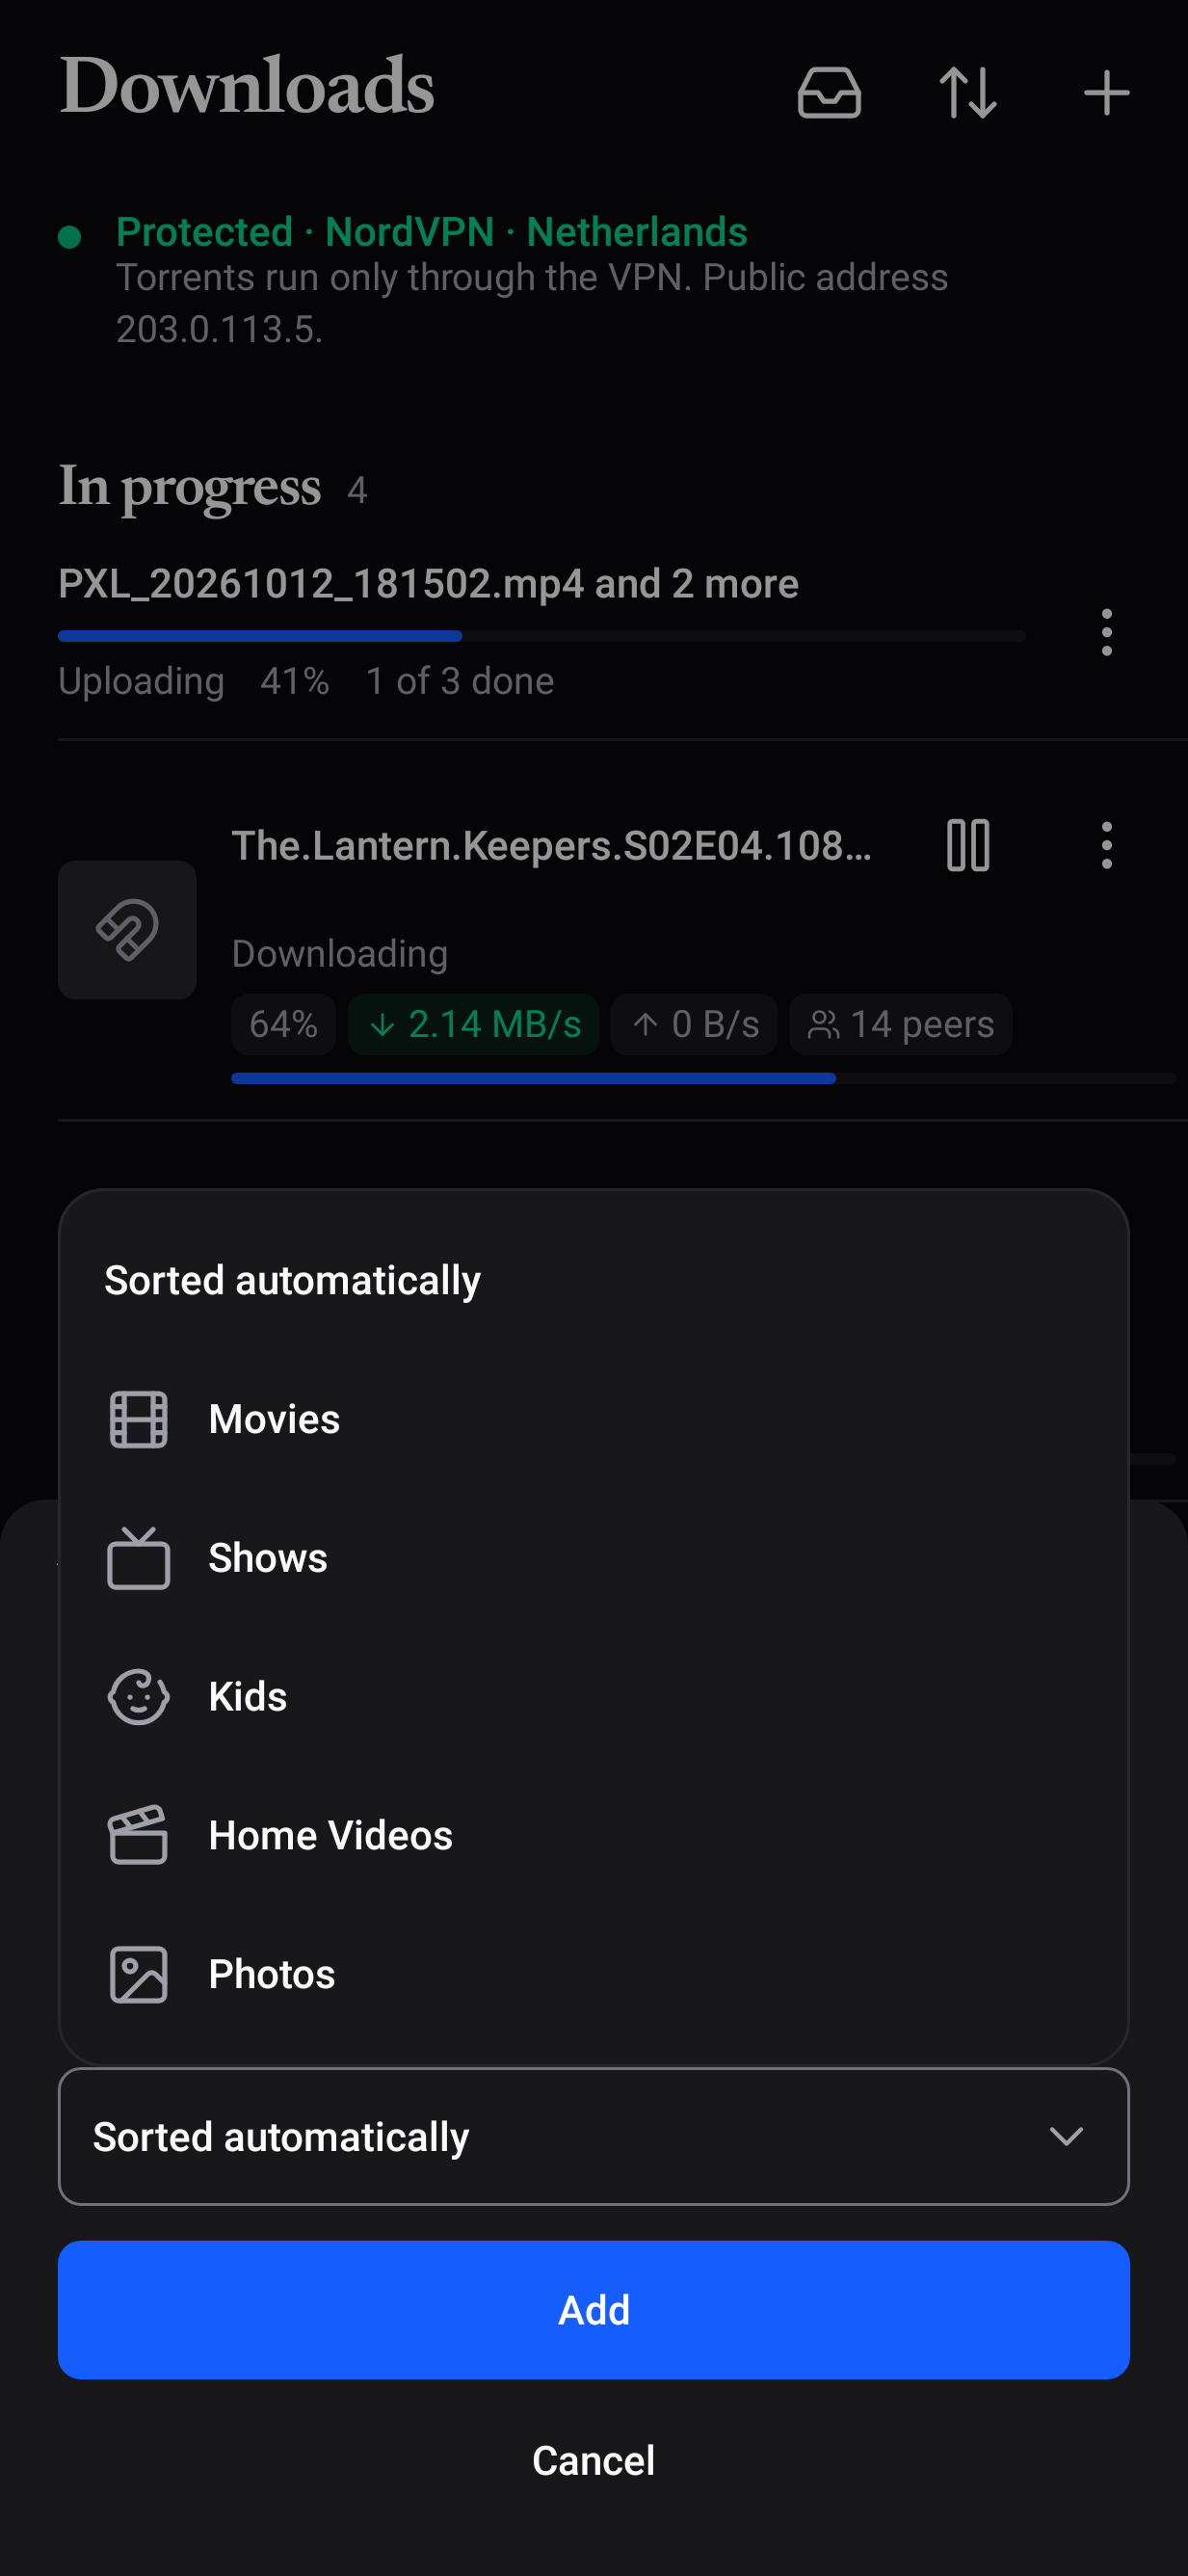 Downloads
Protected · NordVPN · Netherlands
Torrents run only through the VPN. Public address
203.0.113.5.
In progress 4
PXL_20261012_181502.mp4 and 2 more
Uploading 41% 1 of 3 done
The.Lantern.Keepers.S02E04.108…
Downloading
64% ↓ 2.14 MB/s ↑ 0 B/s 14 peers
Sorted automatically
Movies
Shows
Kids
Home Videos
Photos
Sorted automatically
Add
Cancel